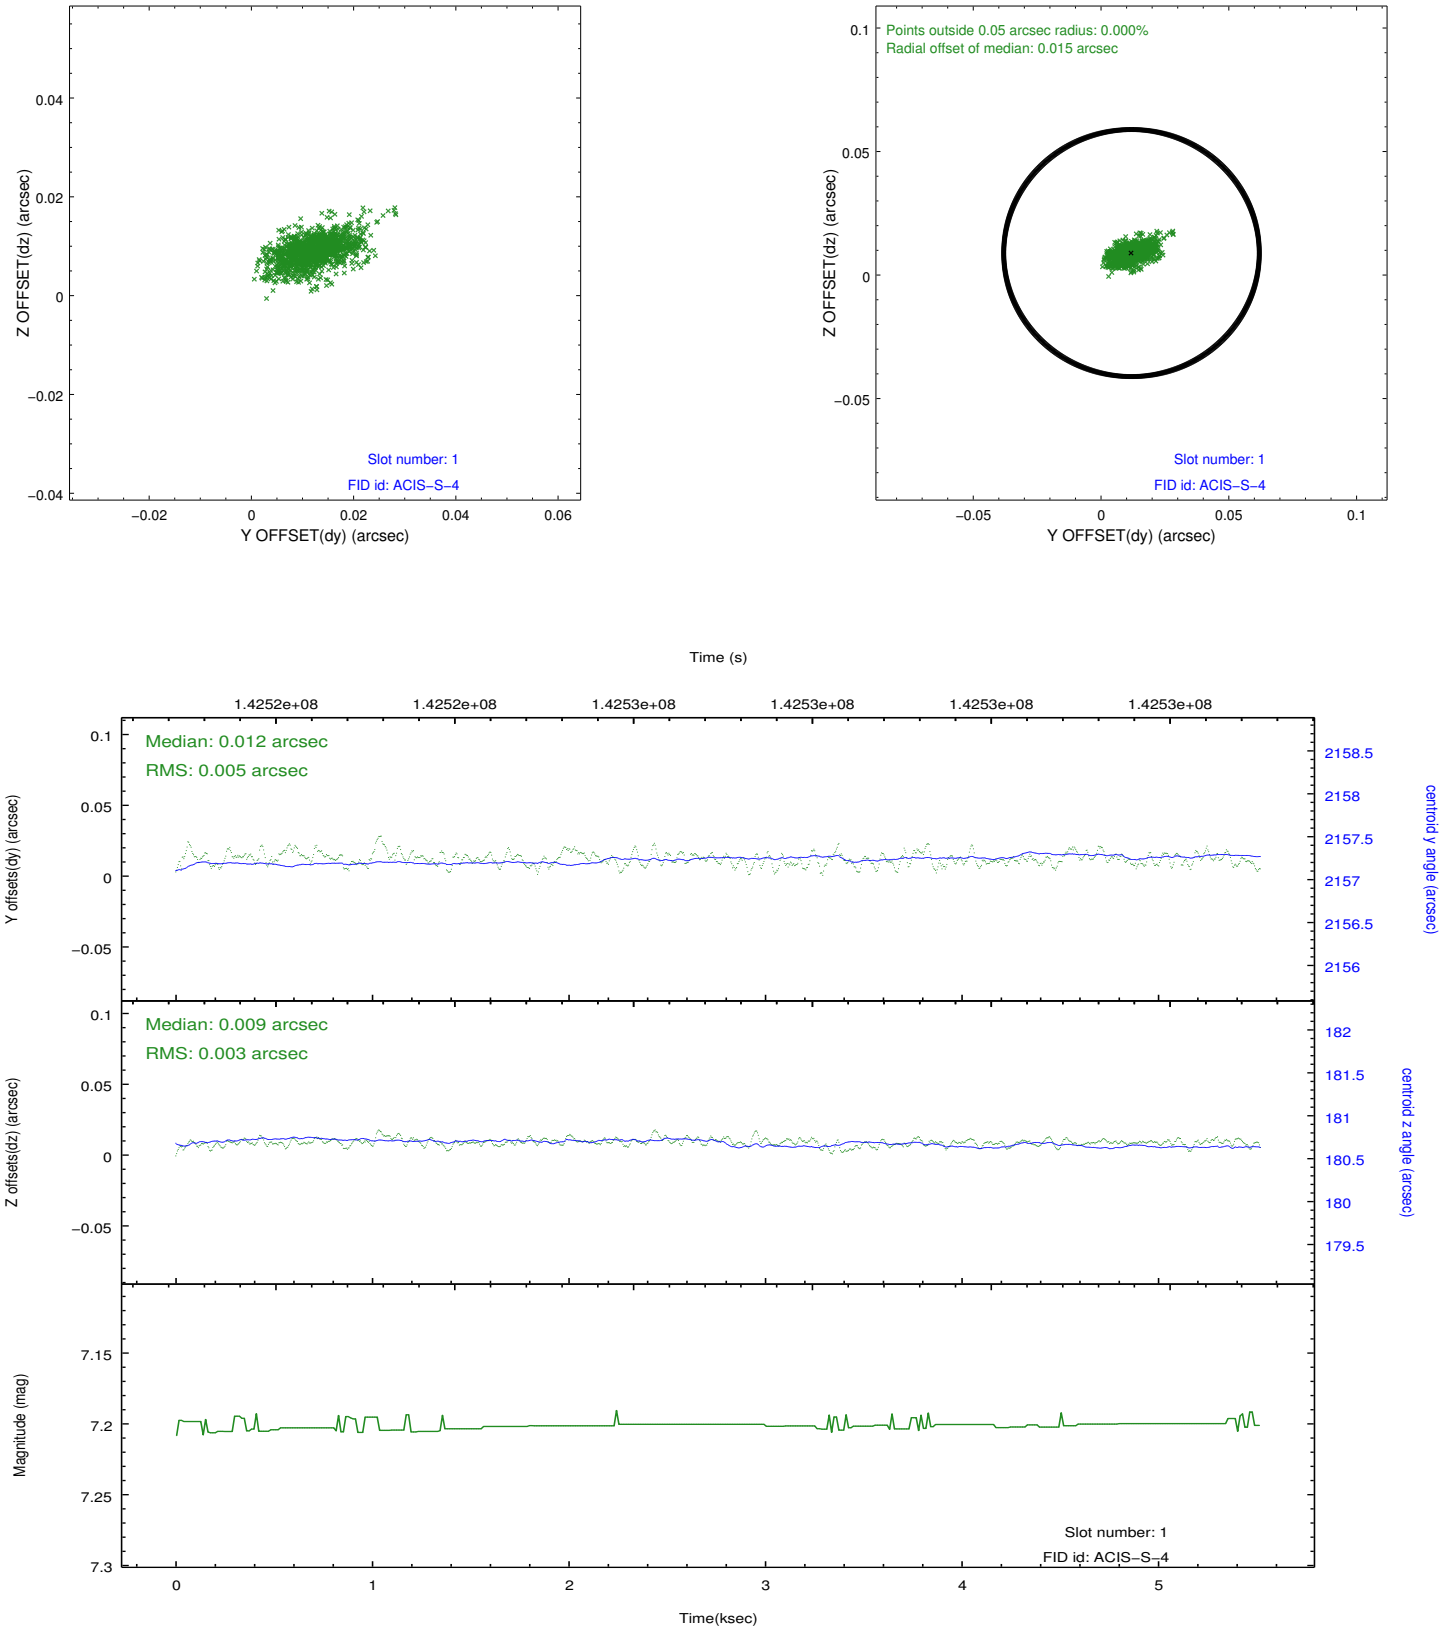 Points outside 0.05 arcsec radius: 0.000%
Radial offset of median: 0.015 arcsec
0.04
0.02
0
−0.02
−0.04
Z OFFSET(dz) (arcsec)
Slot number: 1
FID id: ACIS−S−4
−0.02 0 0.02 0.04 0.06
Y OFFSET(dy) (arcsec)
0.1
0.05
0
−0.05
Z OFFSET(dz) (arcsec)
Slot number: 1
FID id: ACIS−S−4
−0.05 0 0.05 0.1
Y OFFSET(dy) (arcsec)
Time (s)
1.4252e+08 1.4252e+08 1.4253e+08 1.4253e+08 1.4253e+08 1.4253e+08
Median: 0.012 arcsec
RMS: 0.005 arcsec
0.1
0.05
0
−0.05
Y offsets(dy) (arcsec)
2158.5
2158
2157.5
2157
2156.5
2156
centroid y angle (arcsec)
Median: 0.009 arcsec
RMS: 0.003 arcsec
0.1
0.05
0
−0.05
Z offsets(dz) (arcsec)
182
181.5
181
180.5
180
179.5
centroid z angle (arcsec)
7.15
7.2
7.25
7.3
Magnitude (mag)
Slot number: 1
FID id: ACIS−S−4
0 1 2 3 4 5
Time(ksec)